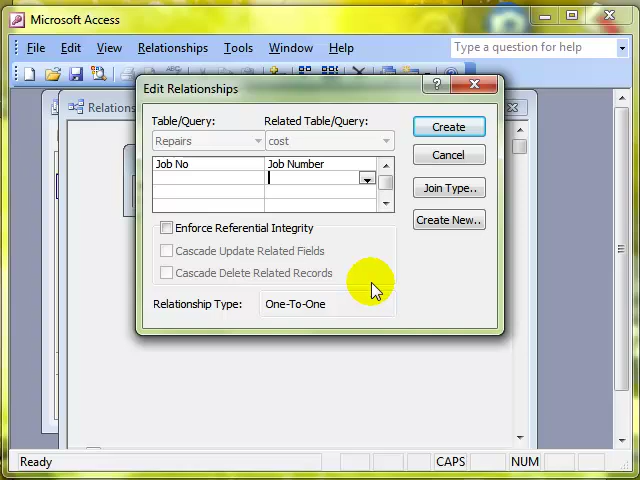 Microsoft Access
File Edit View Relationships Tools Window Help
Type a question for help
Relations
Edit Relationships
?
Table/Query: Related Table/Query:
Repairs cost
Job No Job Number
Enforce Referential Integrity
Cascade Update Related Fields
Cascade Delete Related Records
Relationship Type: One-To-One
Create
Cancel
Join Type..
Create New..
Ready CAPS NUM